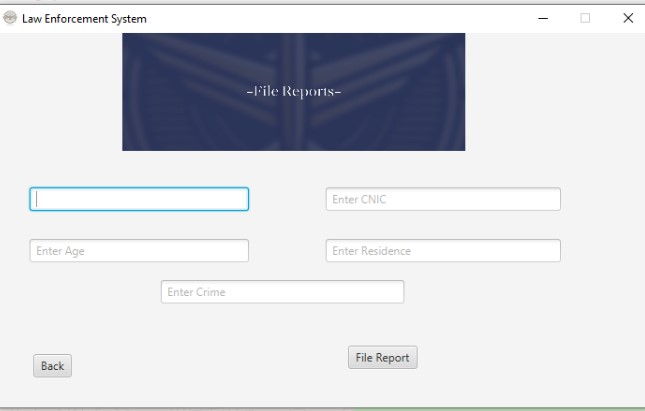 Law Enforcement System
-File Reports-
Enter CNIC
Enter Age
Enter Residence
Enter Crime
Back
File Report